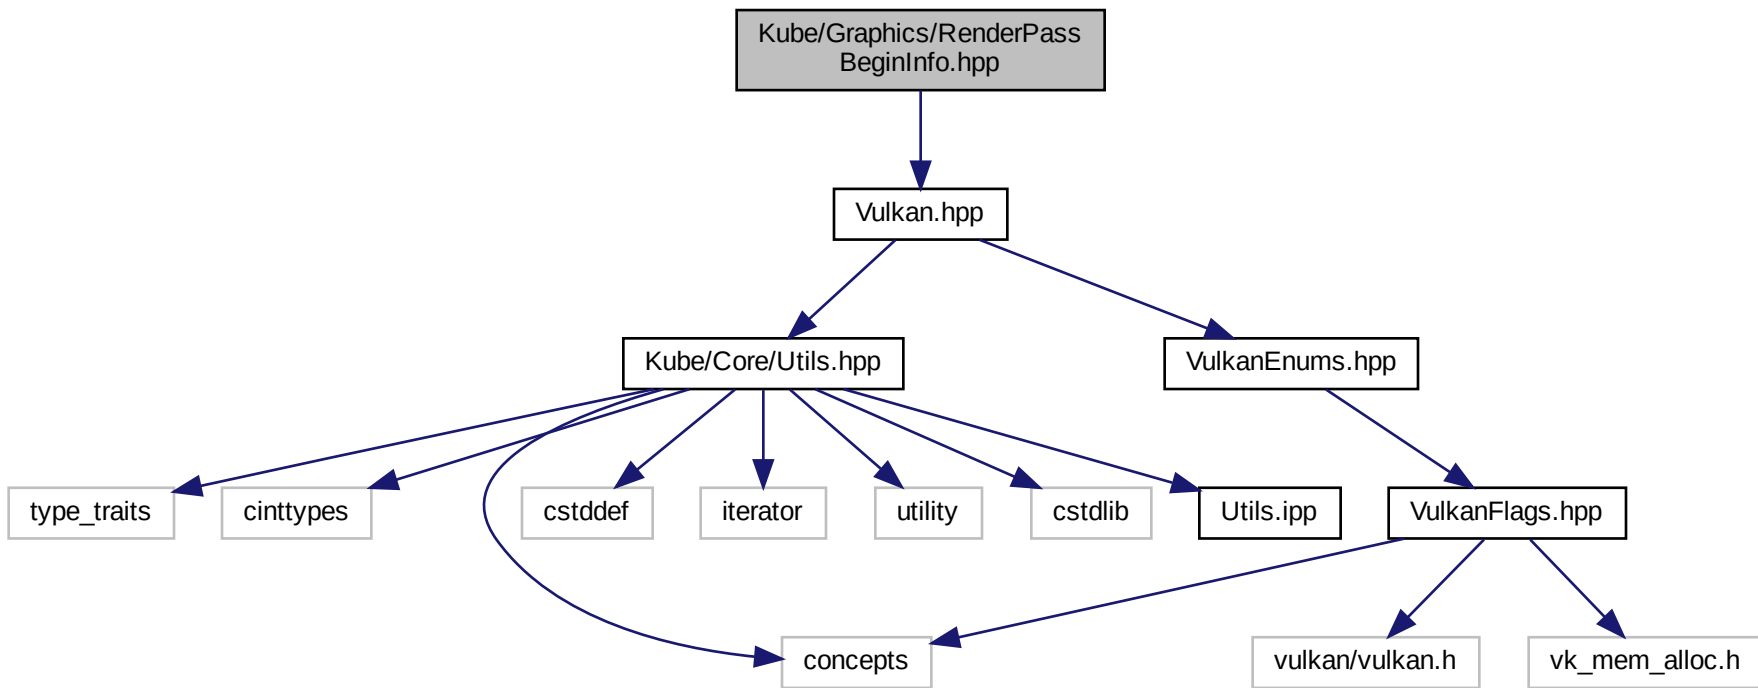 Kube/Graphics/RenderPass
BeginInfo.hpp
Vulkan.hpp
Kube/Core/Utils.hpp
VulkanEnums.hpp
type_traits
cinttypes
cstddef
iterator
utility
cstdlib
Utils.ipp
VulkanFlags.hpp
concepts
vulkan/vulkan.h
vk_mem_alloc.h